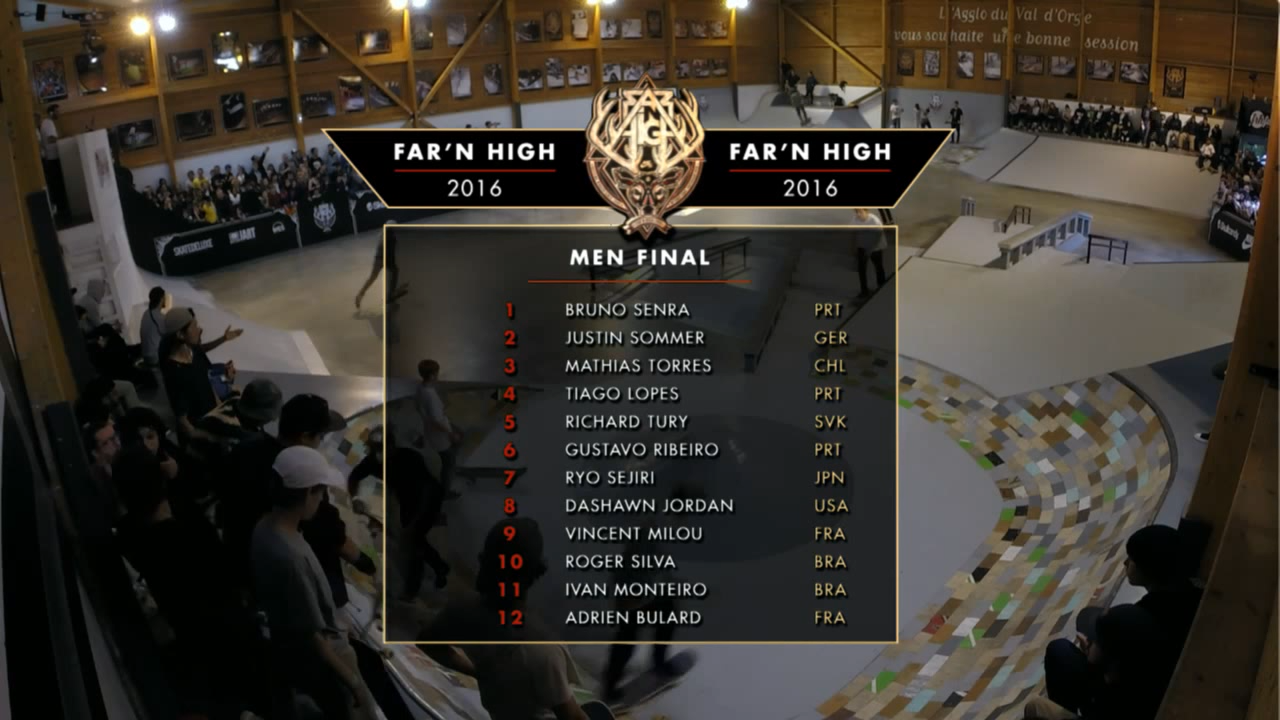 L'Agglo du Val d'Orge
vous souhaite une bonne session
FAR'N HIGH
2016
FAR'N HIGH
2016
MEN FINAL
1 BRUNO SENRA PRT
2 JUSTIN SOMMER GER
3 MATHIAS TORRES CHL
4 TIAGO LOPES PRT
5 RICHARD TURY SVK
6 GUSTAVO RIBEIRO PRT
7 RYO SEJIRI JPN
8 DASHAWN JORDAN USA
9 VINCENT MILOU FRA
10 ROGER SILVA BRA
11 IVAN MONTEIRO BRA
12 ADRIEN BULARD FRA
SKATEDELUXE
JART